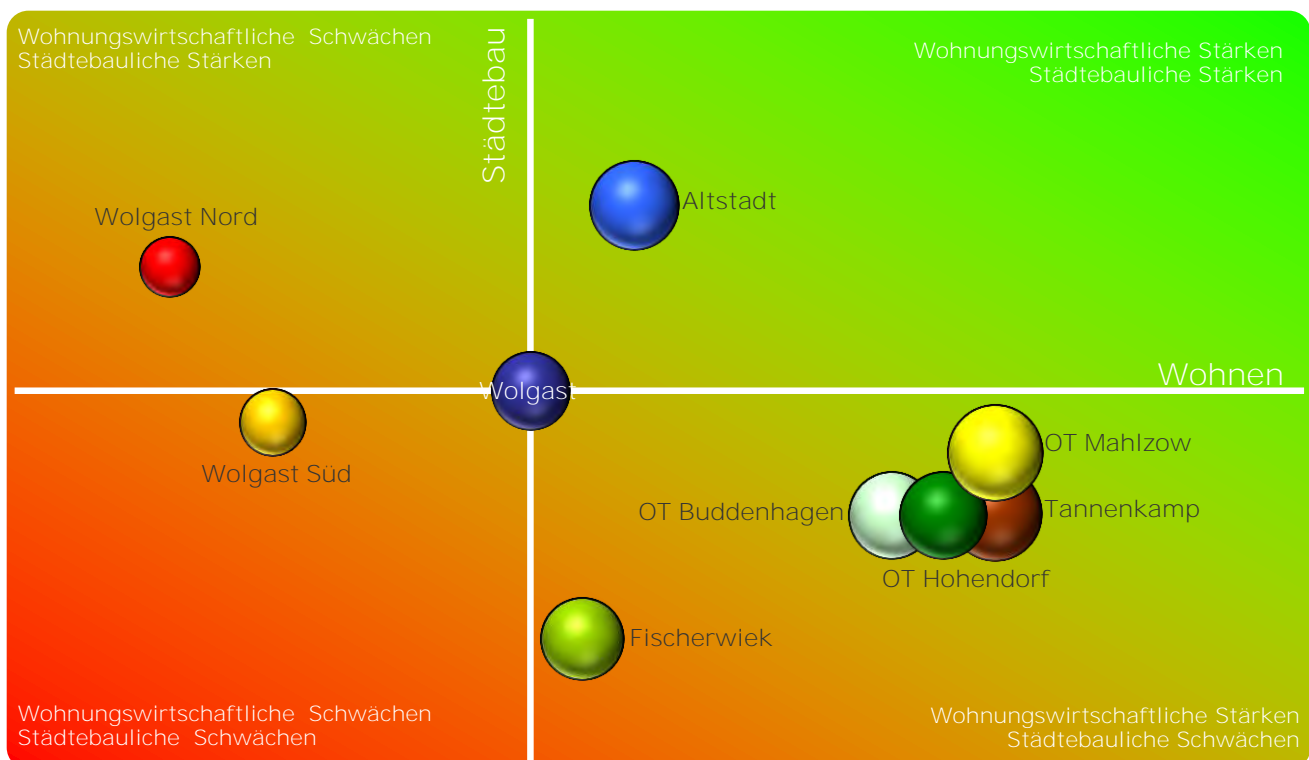 Wohnungswirtschaftliche Schwächen
Städtebauliche Stärken
Städtebau
Wohnungswirtschaftliche Stärken
Städtebauliche Stärken
Altstadt
Wolgast Nord
Wohnen
Wolgast
OT Mahlzow
Wolgast Süd
OT Buddenhagen
Tannenkamp
OT Hohendorf
Fischerwiek
Wohnungswirtschaftliche Schwächen
Städtebauliche Schwächen
Wohnungswirtschaftliche Stärken
Städtebauliche Schwächen